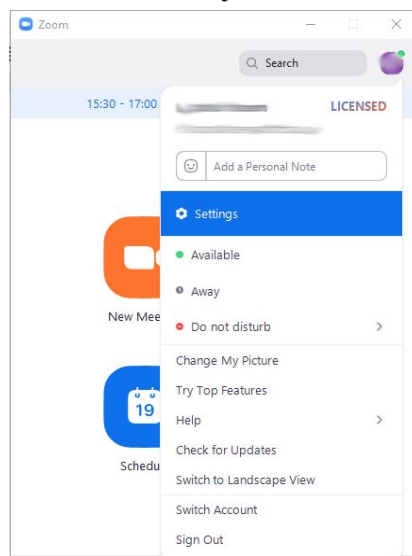 Zoom
Search
15:30 - 17:00
LICENSED
Add a Personal Note
Settings
Available
Away
New Mee
Do not disturb
Change My Picture
Try Top Features
19
Help
Check for Updates
Schedu
Switch to Landscape View
Switch Account
Sign Out